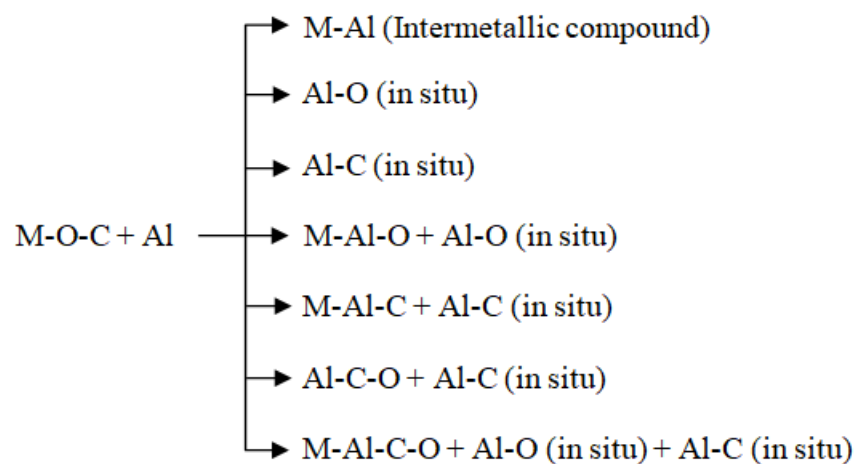 M-Al (Intermetallic compound)
Al-O (in situ)
Al-C (in situ)
M-O-C + Al
M-Al-O + Al-O (in situ)
M-Al-C + Al-C (in situ)
Al-C-O + Al-C (in situ)
M-Al-C-O + Al-O (in situ) + Al-C (in situ)